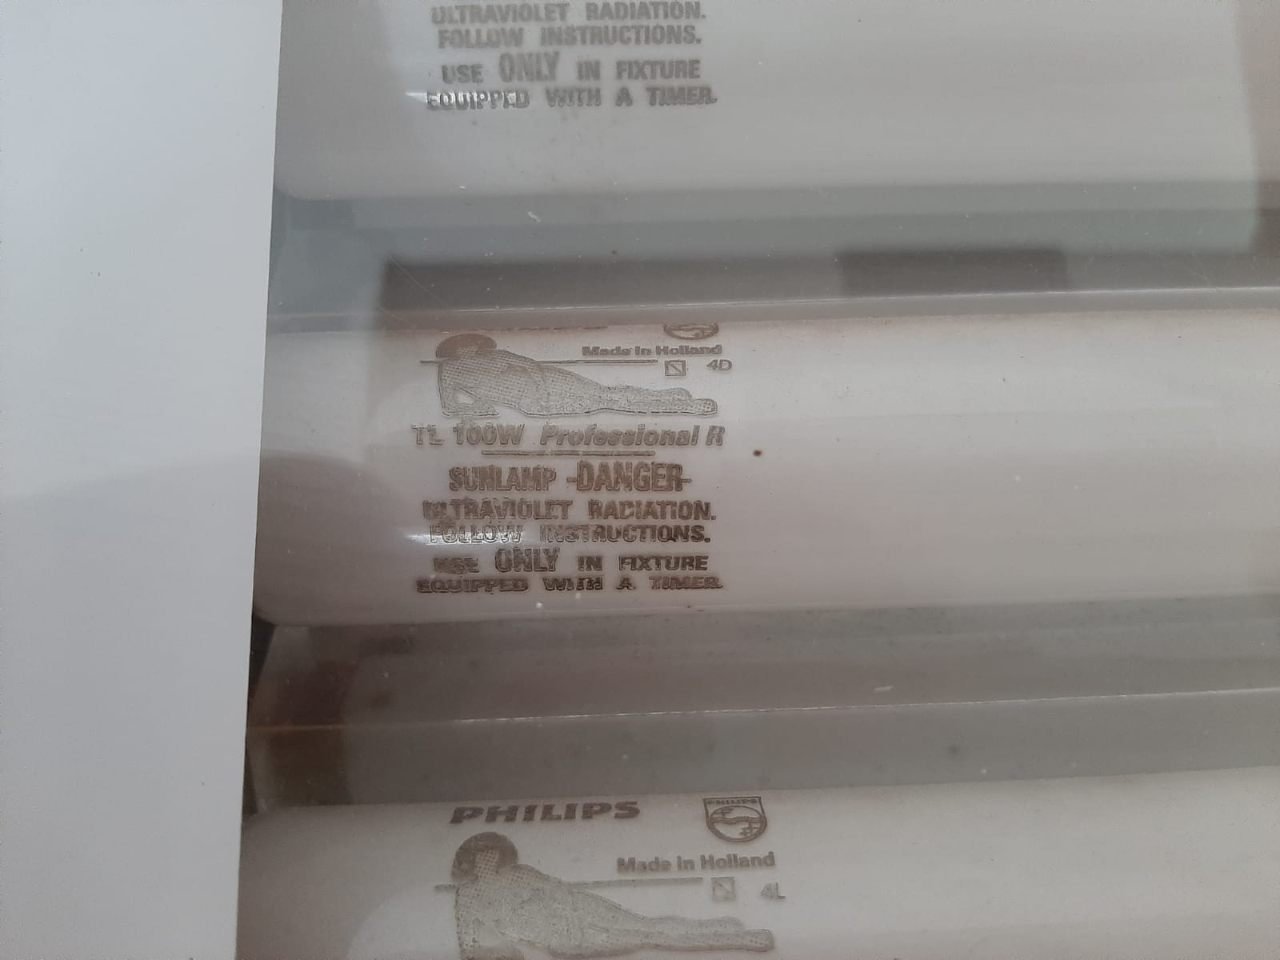 ULTRAVIOLET RADIATION.
FOLLOW INSTRUCTIONS.
USE ONLY IN FIXTURE
EQUIPPED WITH A TIMER.
Made in Holland
4D
TL 100W Professional R
SUNLAMP -DANGER-
ULTRAVIOLET RADIATION.
FOLLOW INSTRUCTIONS.
USE ONLY IN FIXTURE
EQUIPPED WITH A TIMER.
PHILIPS PHILIPS
Made in Holland
4L